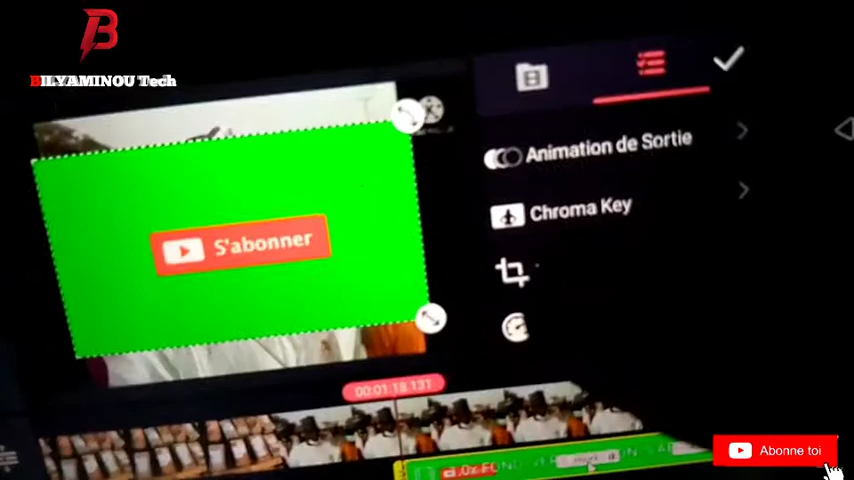 B
BILYAMINOU Tech
Animation de Sortie
Chroma Key
S'abonner
00:01:18.131
Abonne toi